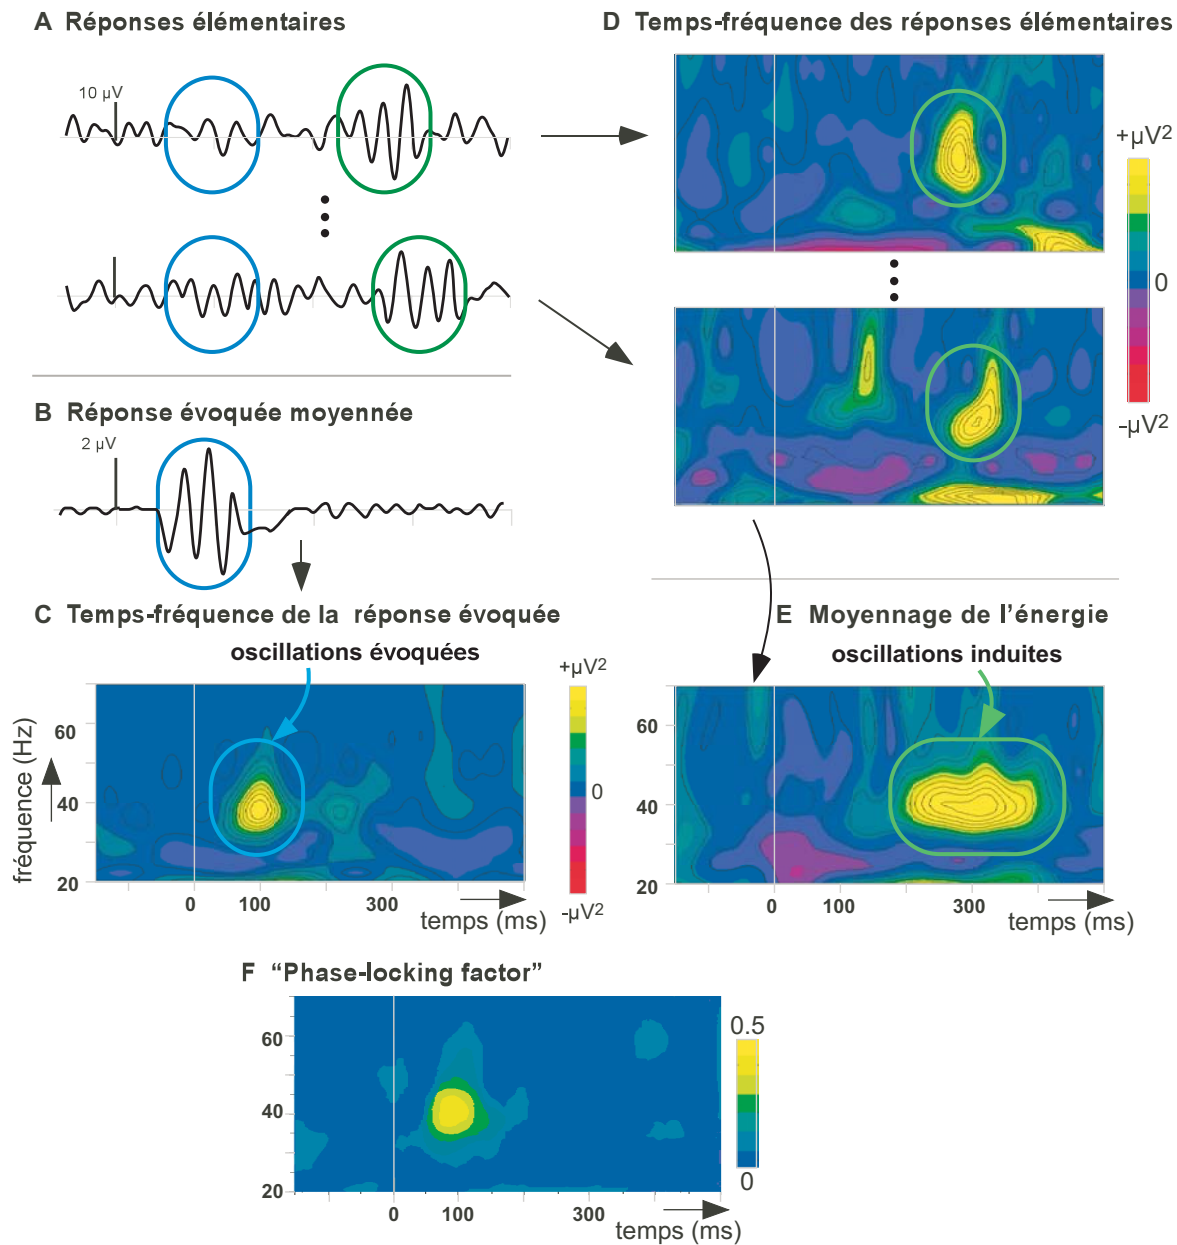 A Réponses élémentaires
10 µV
B Réponse évoquée moyennée
2 µV
C Temps-fréquence de la réponse évoquée
oscillations évoquées
+µV2
0
-µV2
fréquence (Hz)
60
40
20
0 100 300
temps (ms)
D Temps-fréquence des réponses élémentaires
+µV2
0
-µV2
E Moyennage de l'énergie
oscillations induites
60
40
20
0 100 300
temps (ms)
F “Phase-locking factor”
0.5
0
60
40
20
0 100 300
temps (ms)